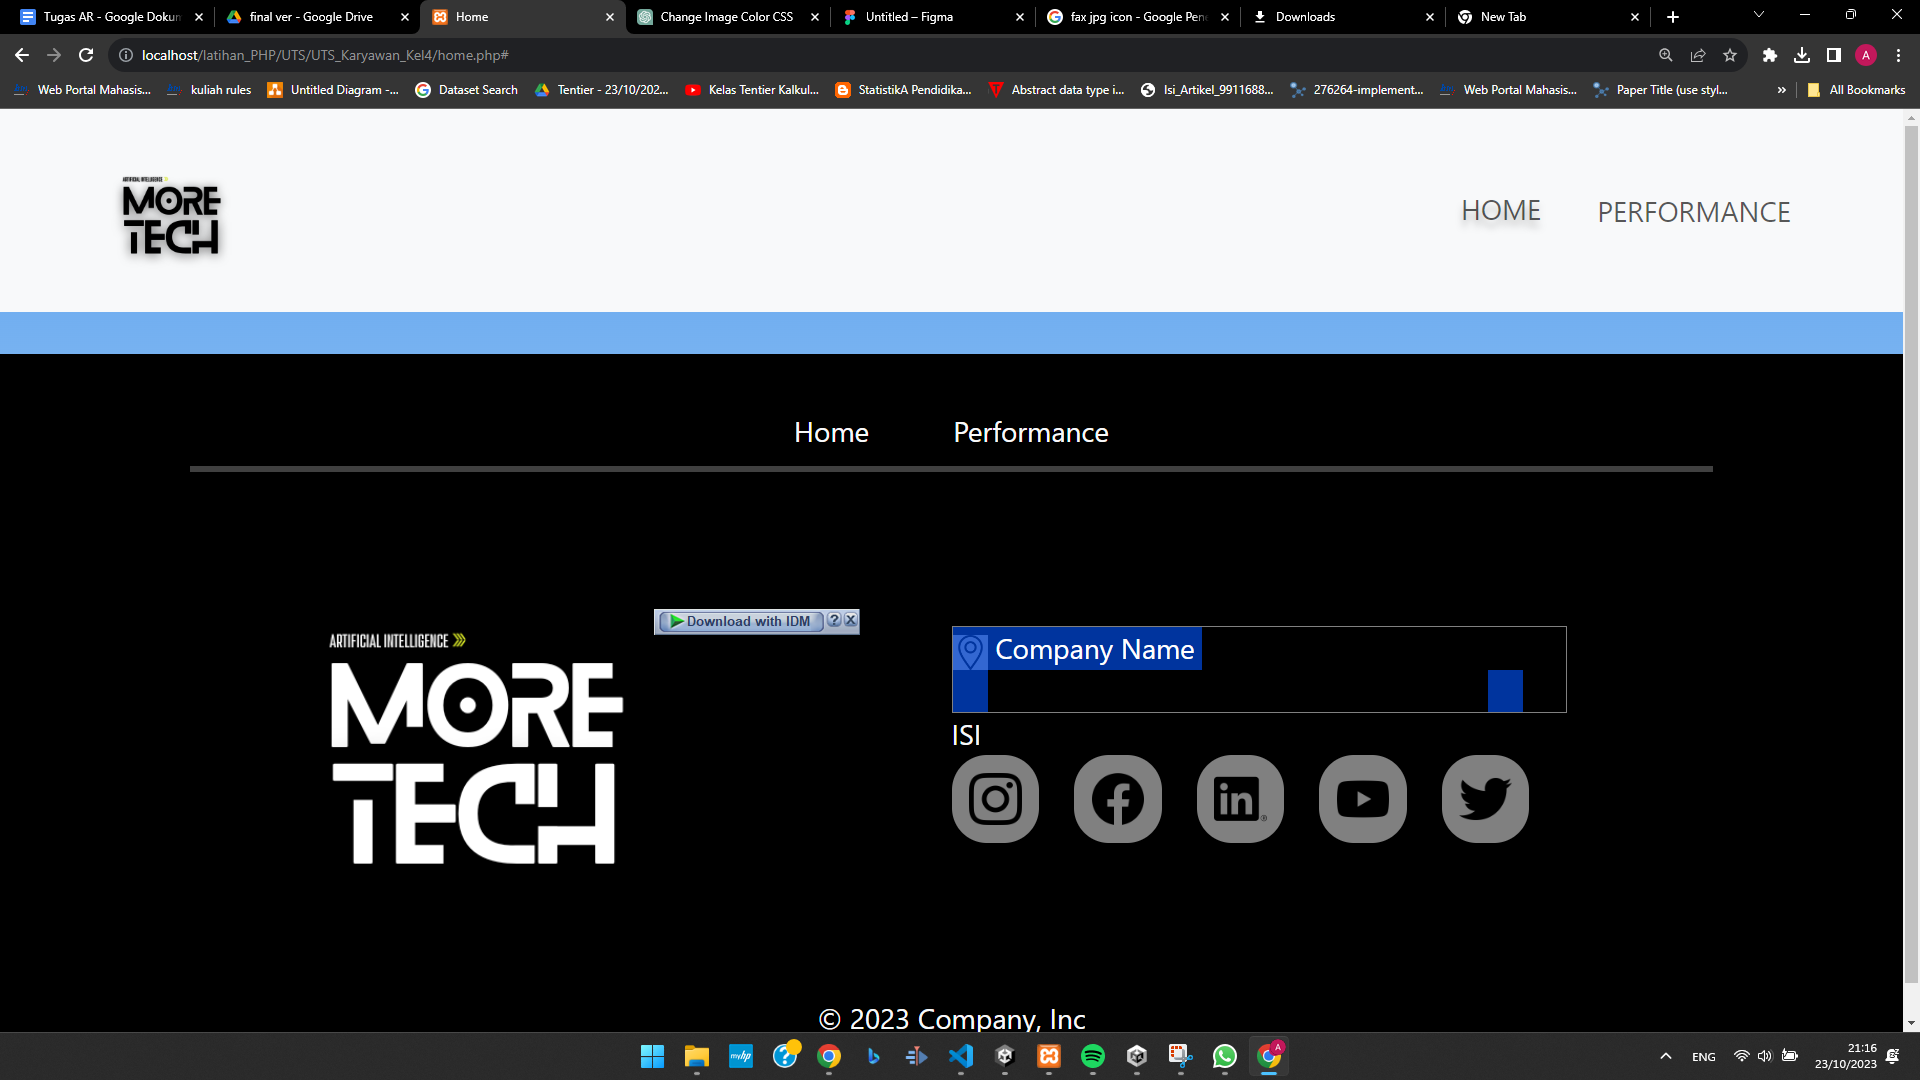 Tugas AR - Google Dokun
final ver - Google Drive
Home
Change Image Color CSS
Untitled – Figma
fax jpg icon - Google Pene
Downloads
New Tab
localhost/latihan_PHP/UTS/UTS_Karyawan_Kel4/home.php#
A
Web Portal Mahasis...
kuliah rules
Untitled Diagram -...
Dataset Search
Tentier - 23/10/202...
Kelas Tentier Kalkul...
StatistikA Pendidika...
Abstract data type i...
Isi_Artikel_9911688...
276264-implement...
Web Portal Mahasis...
Paper Title (use styl...
»
All Bookmarks
ARTIFICIAL INTELLIGENCE
MORE
TECH
HOME
PERFORMANCE
Home
Performance
Download with IDM
ARTIFICIAL INTELLIGENCE
MORE
TECH
Company Name
ISI
in
© 2023 Company, Inc
myhp
A
ENG
21:16
23/10/2023